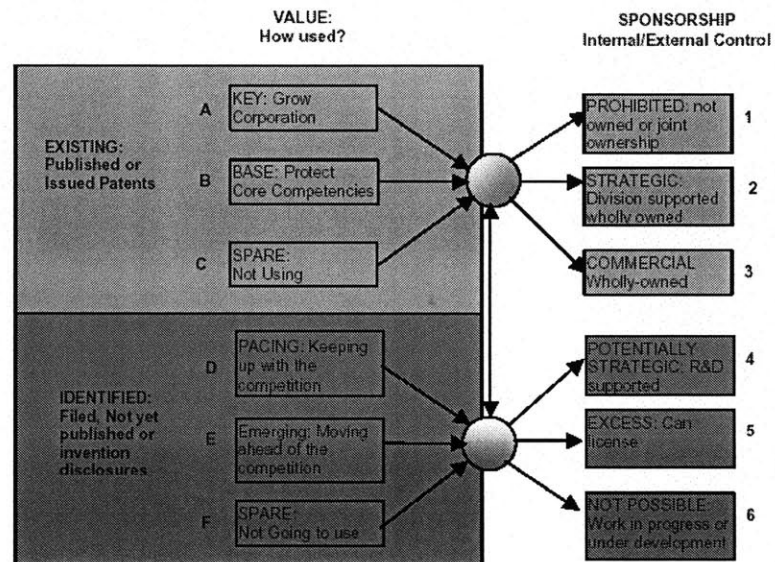 VALUE:
How used?
SPONSORSHIP
Internal/External Control
EXISTING:
Published or
Issued Patents
A
KEY: Grow
Corporation
B
BASE: Protect
Core Competencies
C
SPARE:
Not Using
PROHIBITED: not
owned or joint
ownership
1
STRATEGIC:
Division supported
wholly owned
2
COMMERCIAL
Wholly-owned
3
IDENTIFIED:
Filed, Not yet
published or
invention
disclosures
D
PACING: Keeping
up with the
competition
E
Emerging: Moving
ahead of the
competition
F
SPARE:
Not Going to use
POTENTIALLY
STRATEGIC: R&D
supported
4
EXCESS: Can
license
5
NOT POSSIBLE:
Work in progress or
under development
6